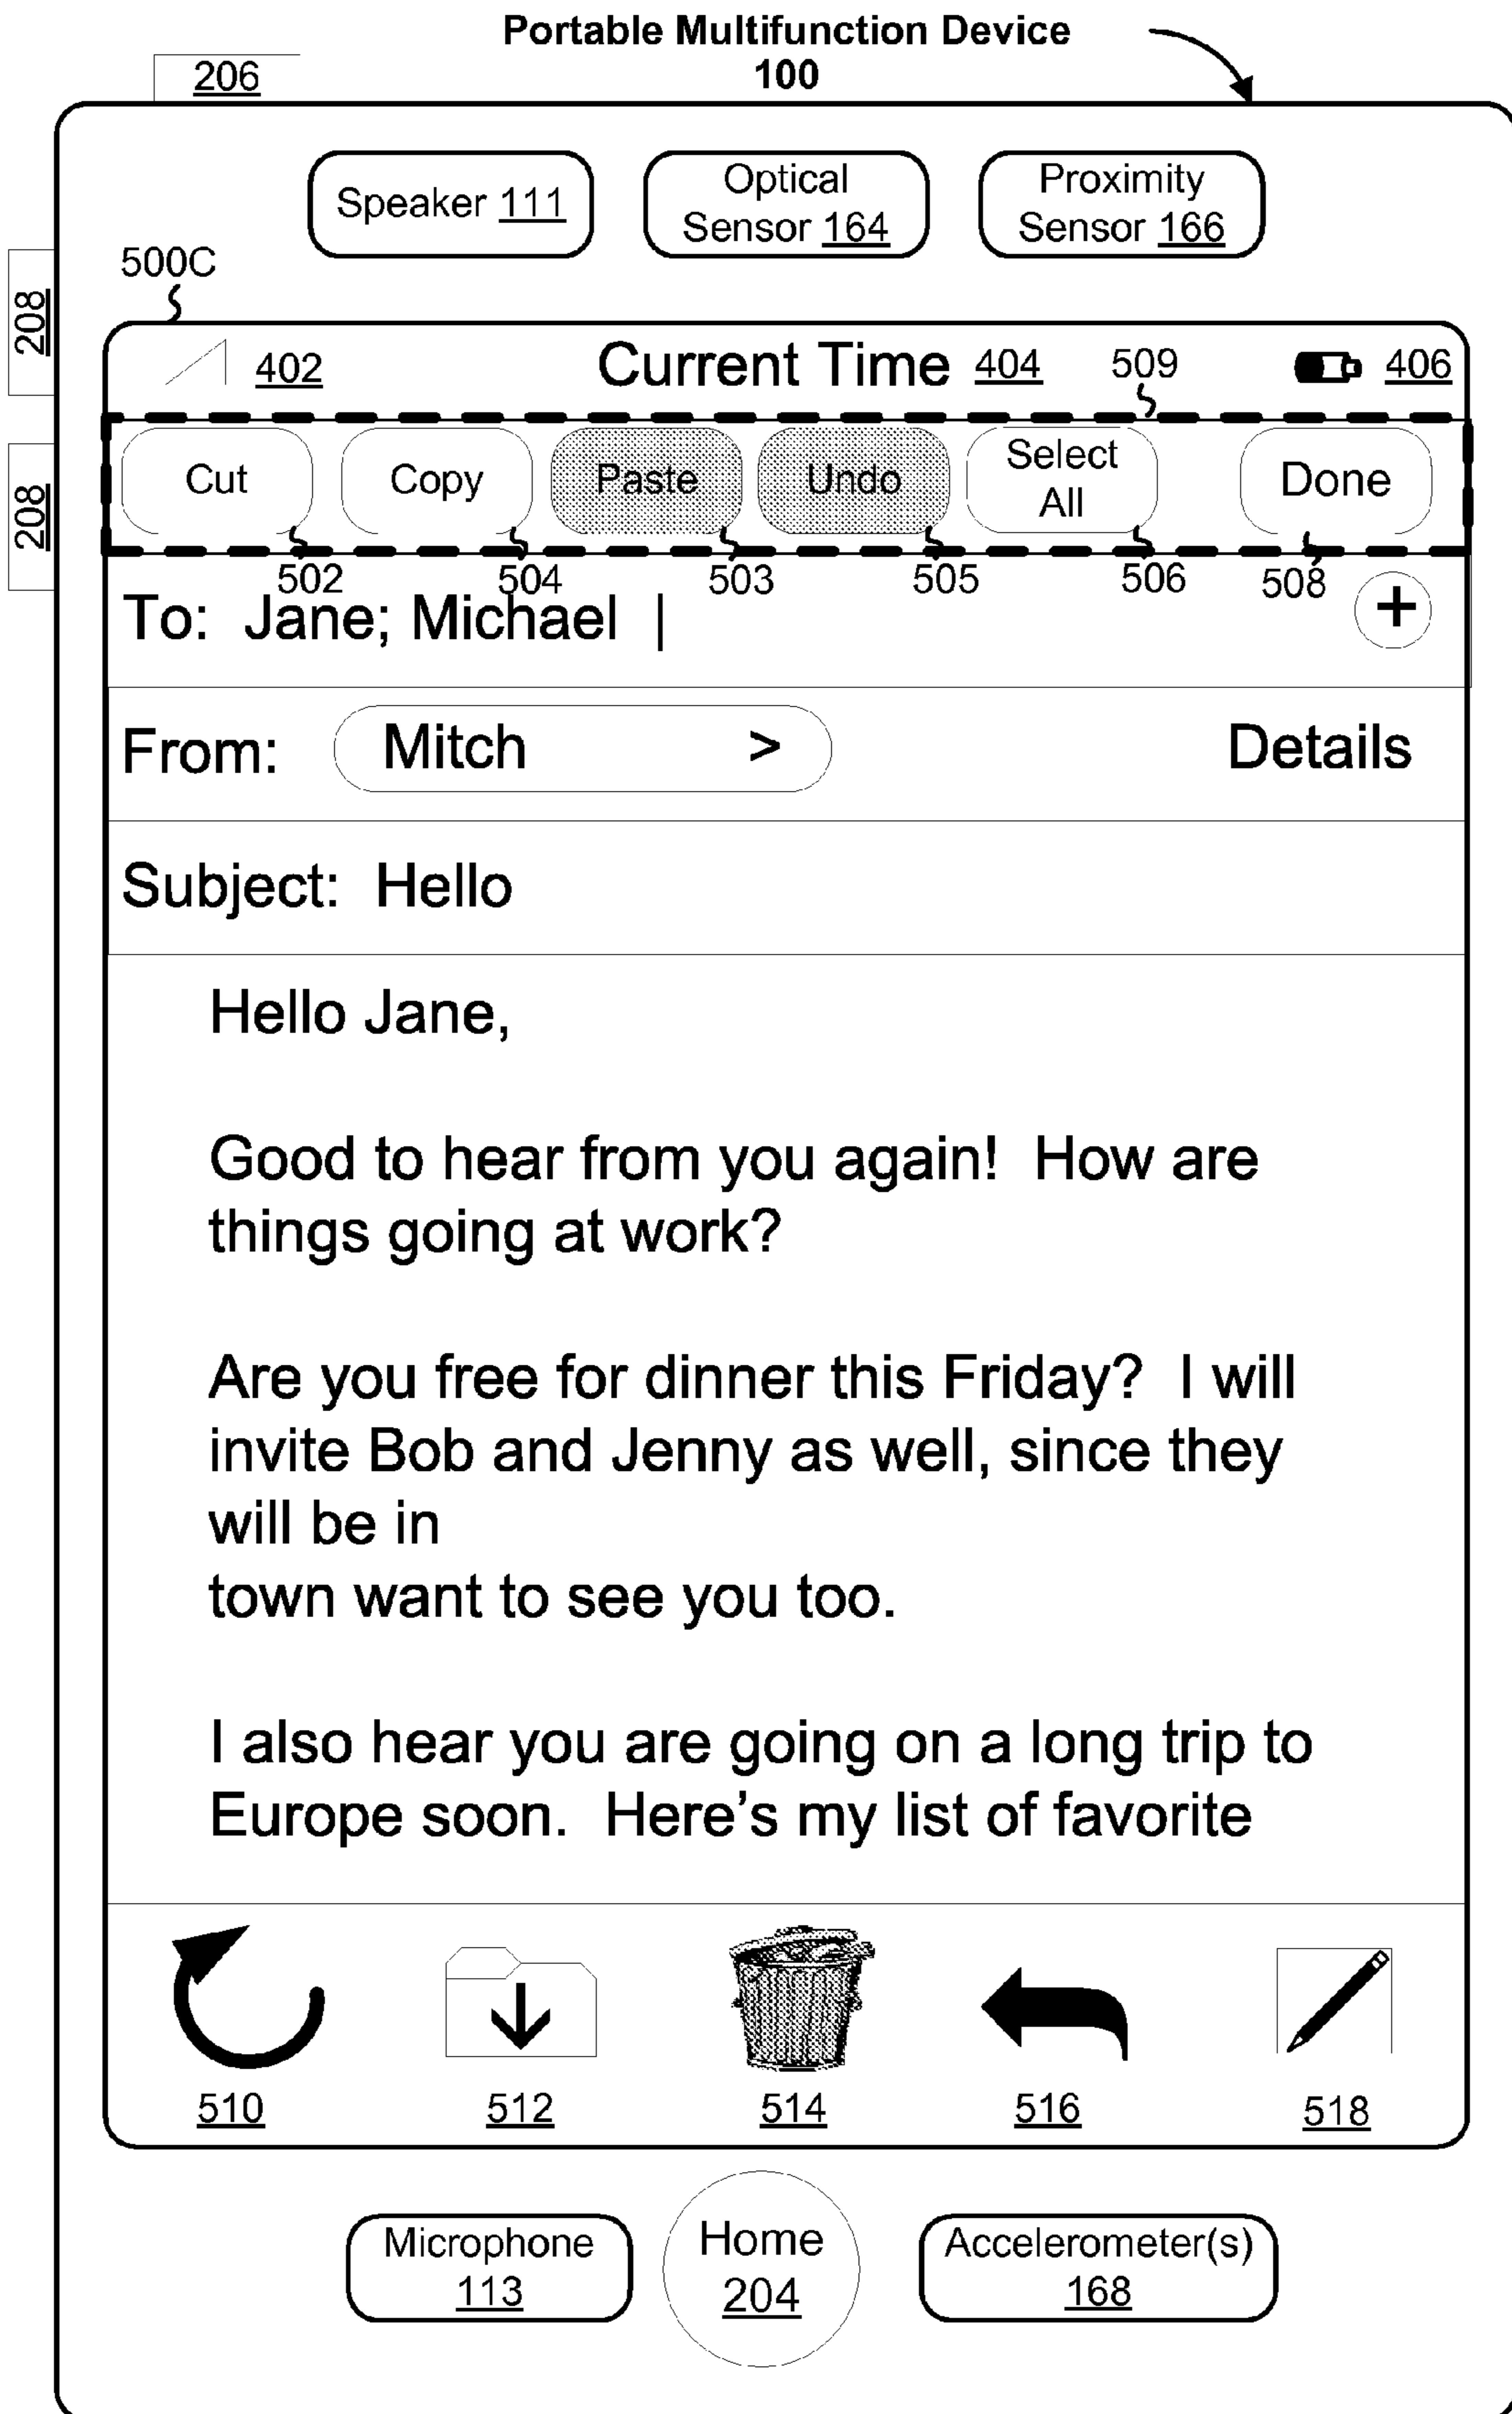 Portable Multifunction Device
100
206
Speaker 111
Optical
Sensor 164
Proximity
Sensor 166
500C
208
208
402
Current Time 404
509
406
Cut
Copy
Paste
Undo
Select
All
Done
502
504
503
505
506
508
To: Jane; Michael
+
From:
Mitch >
Details
Subject: Hello
Hello Jane,
Good to hear from you again! How are
things going at work?
Are you free for dinner this Friday? I will
invite Bob and Jenny as well, since they
will be in
town want to see you too.
I also hear you are going on a long trip to
Europe soon. Here’s my list of favorite
510
512
514
516
518
Microphone
113
Home
204
Accelerometer(s)
168